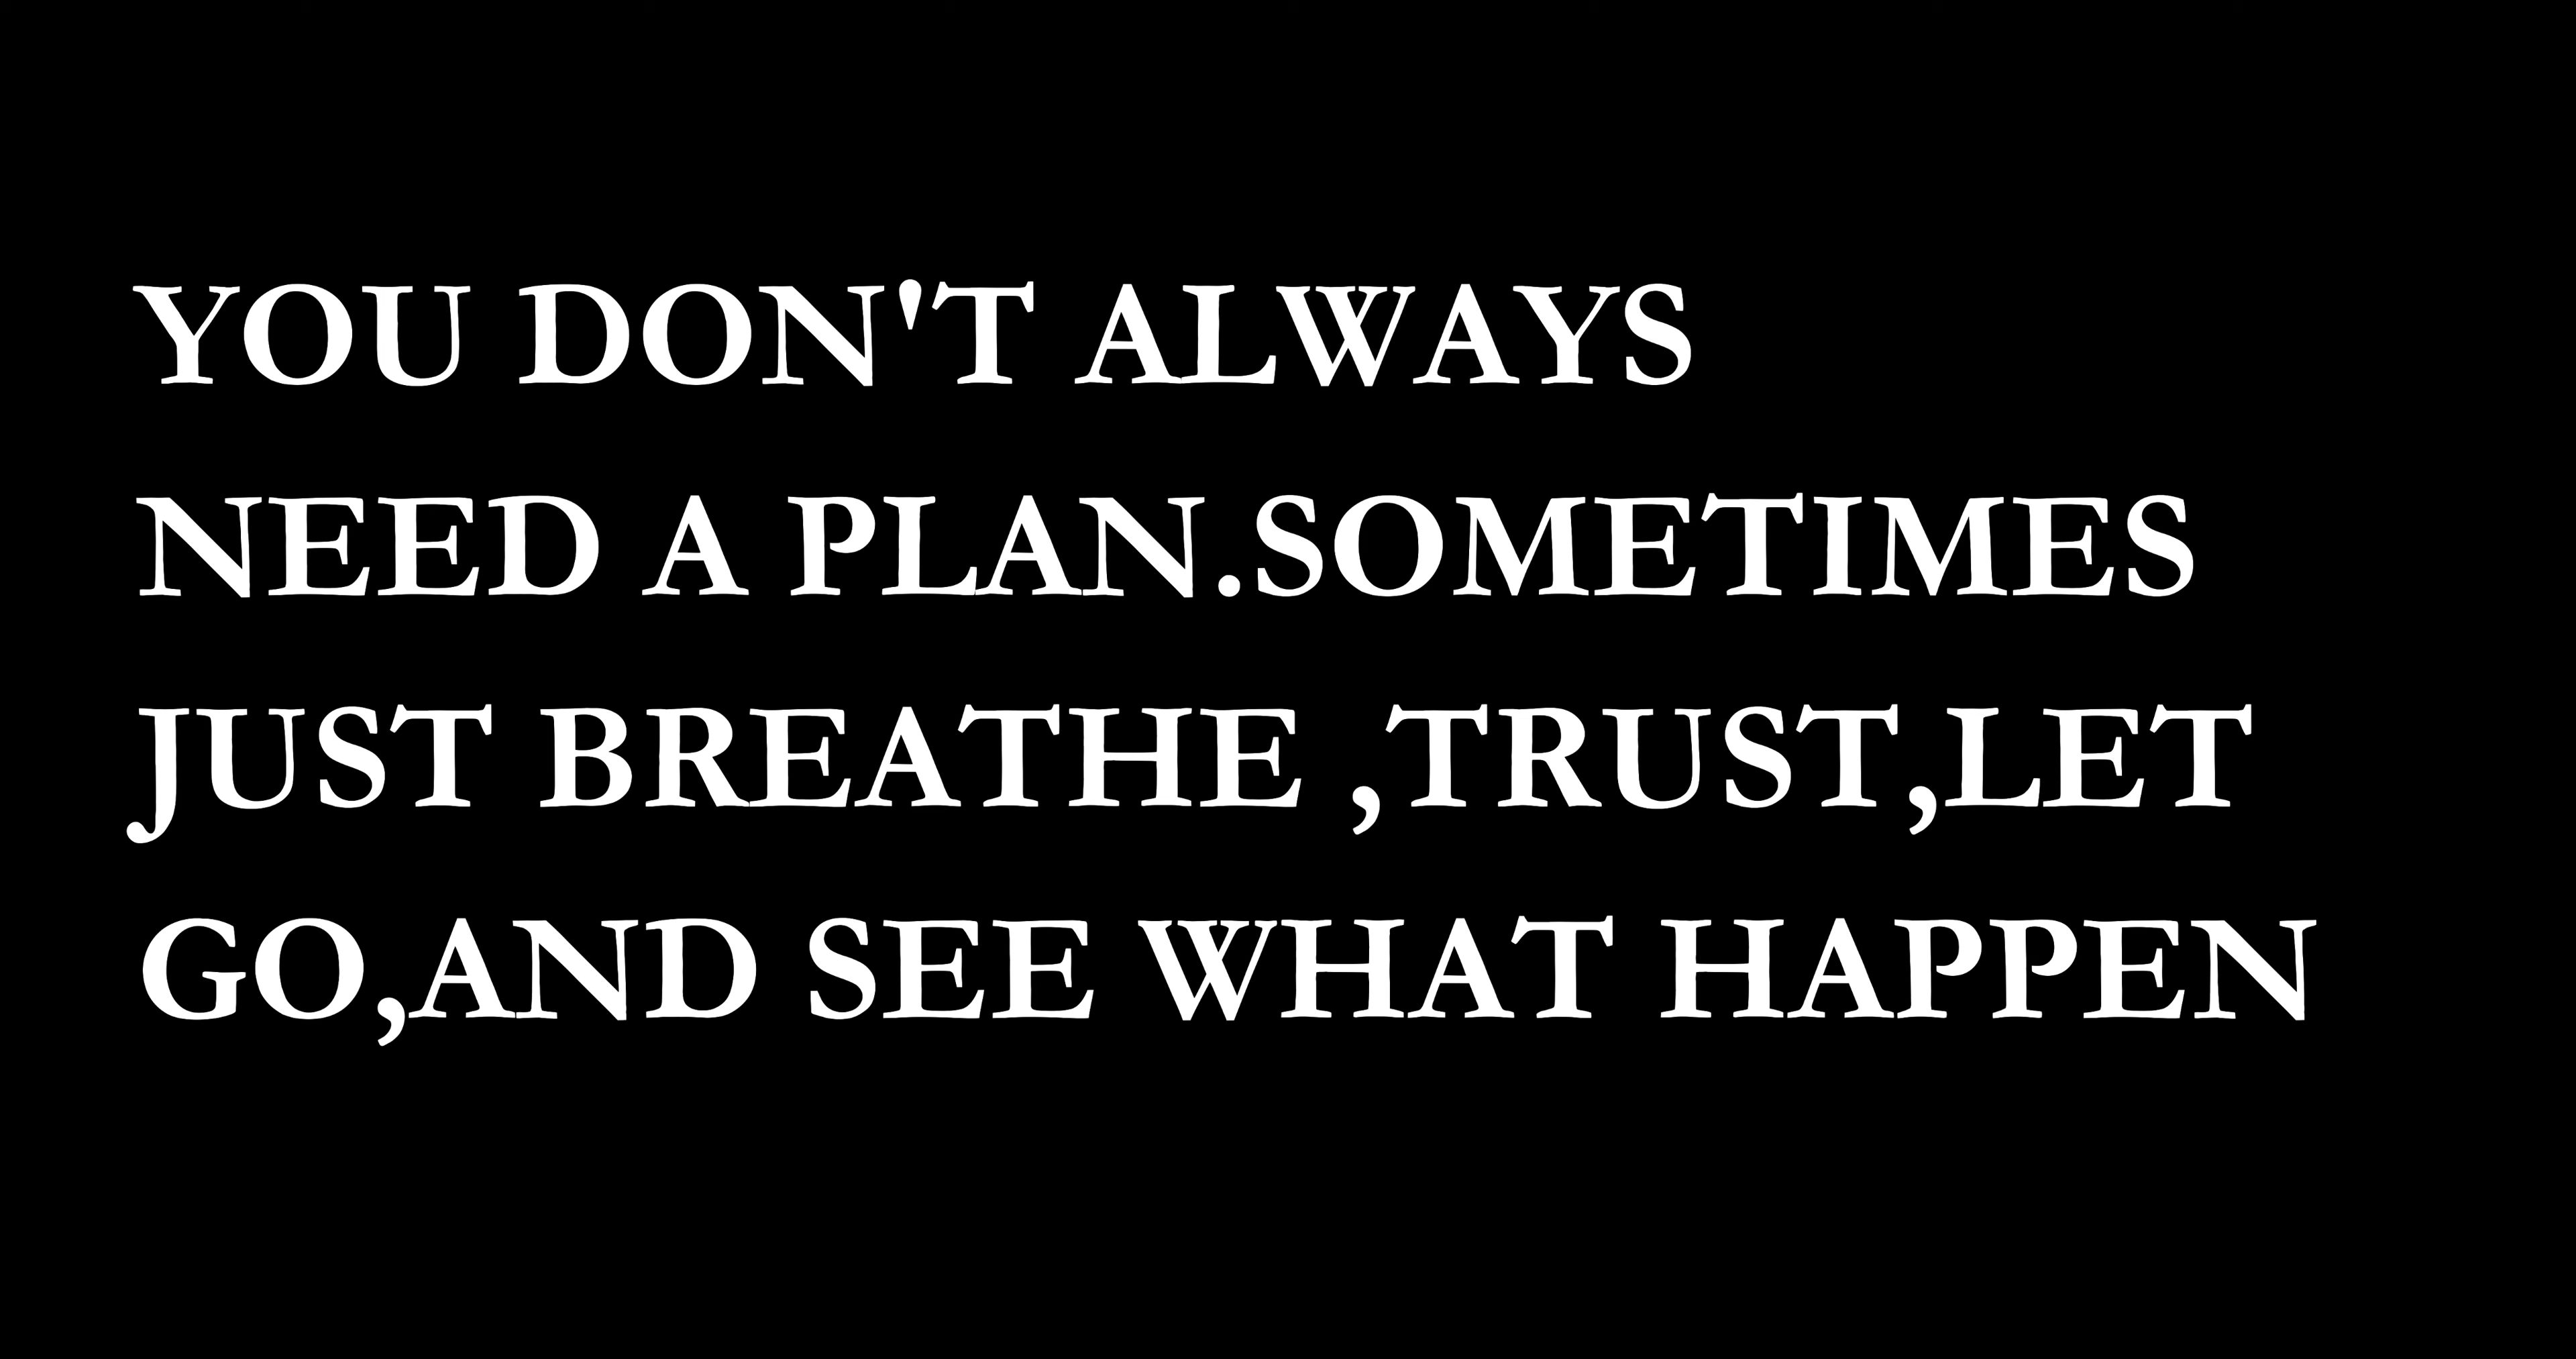 YOU DON'T ALWAYS
NEED A PLAN.SOMETIMES
JUST BREATHE ,TRUST,LET
GO,AND SEE WHAT HAPPEN